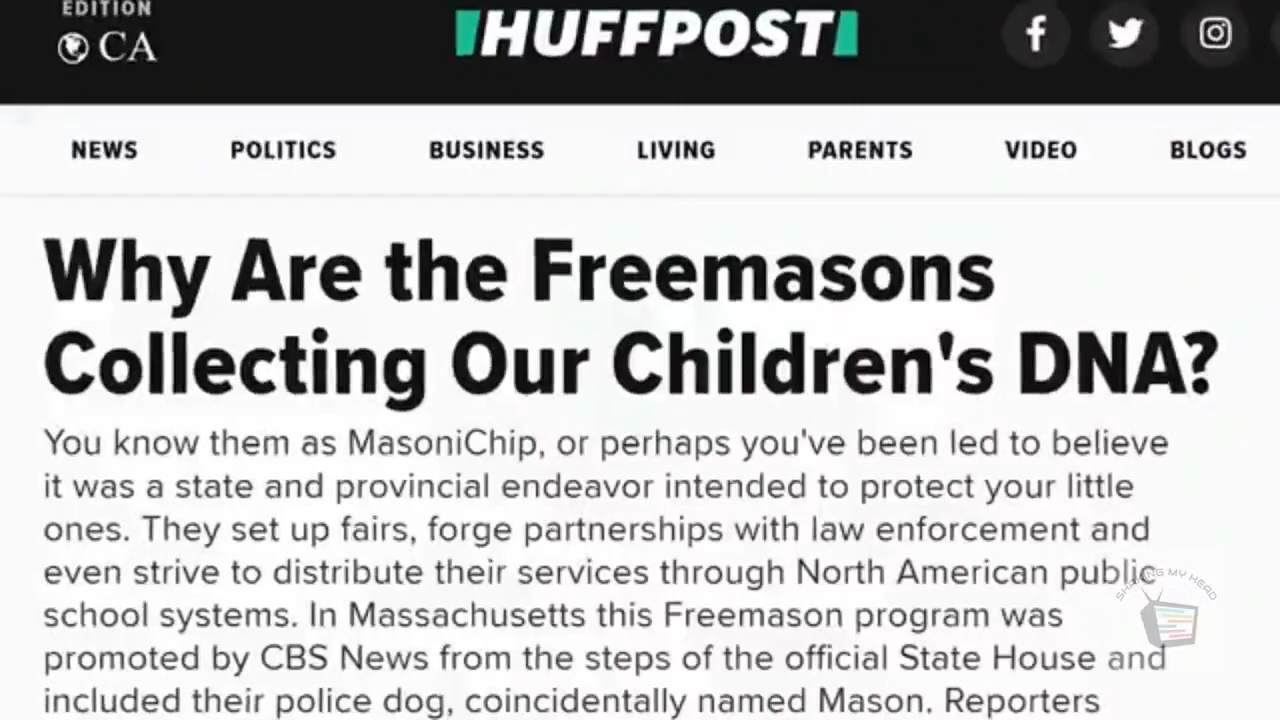 EDITION
CA
HUFFPOST
NEWS POLITICS BUSINESS LIVING PARENTS VIDEO BLOGS
Why Are the Freemasons
Collecting Our Children's DNA?
You know them as MasoniChip, or perhaps you've been led to believe
it was a state and provincial endeavor intended to protect your little
ones. They set up fairs, forge partnerships with law enforcement and
even strive to distribute their services through North American public
school systems. In Massachusetts this Freemason program was
promoted by CBS News from the steps of the official State House and
included their police dog, coincidentally named Mason. Reporters
SHAKING MY HEAD